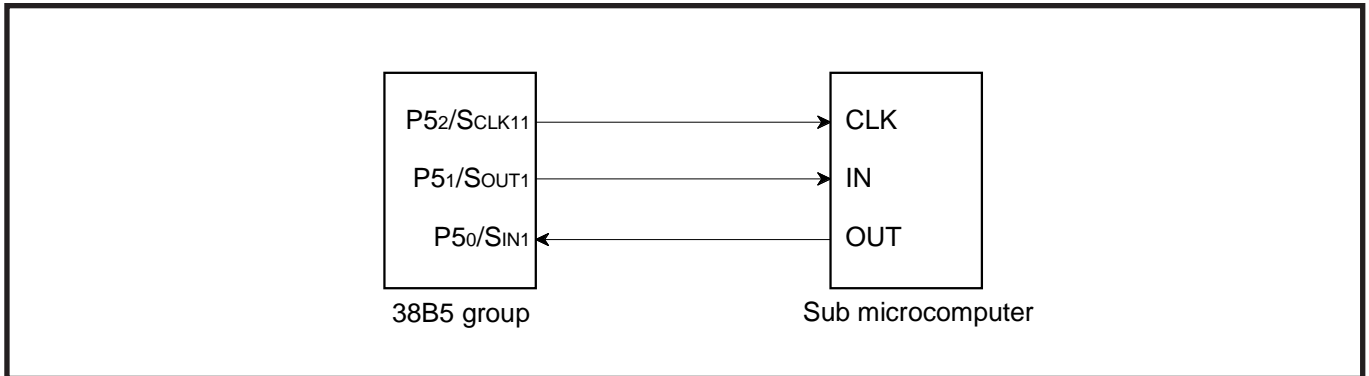 P52/SCLK11
CLK
P51/SOUT1
IN
P50/SIN1
OUT
38B5 group
Sub microcomputer